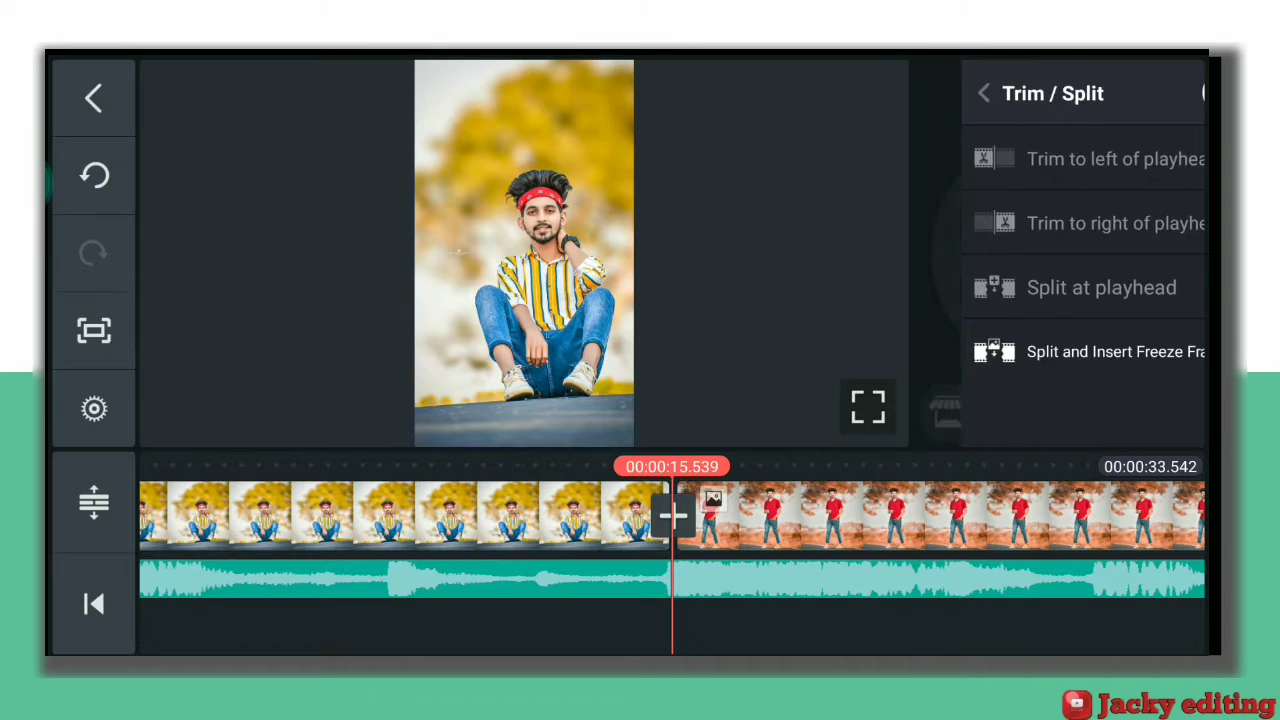 Trim / Split
Trim to left of playhea
Trim to right of playhe
Split at playhead
Split and Insert Freeze Fra
00:00:15.539
00:00:33.542
Jacky editing